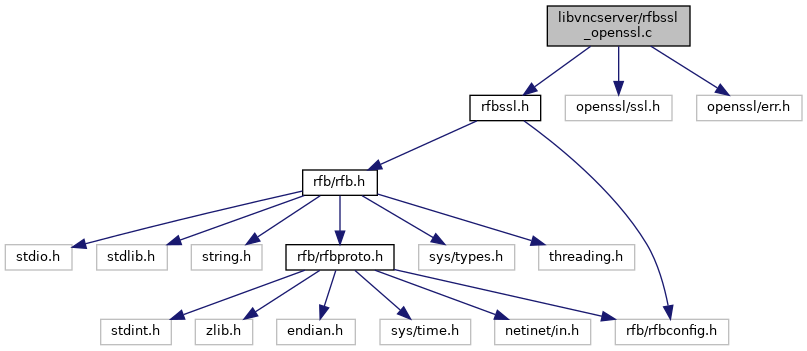 libvncserver/rfbssl
_openssl.c
rfbssl.h
openssl/ssl.h
openssl/err.h
rfb/rfb.h
stdio.h
stdlib.h
string.h
rfb/rfbproto.h
sys/types.h
threading.h
stdint.h
zlib.h
endian.h
sys/time.h
netinet/in.h
rfb/rfbconfig.h